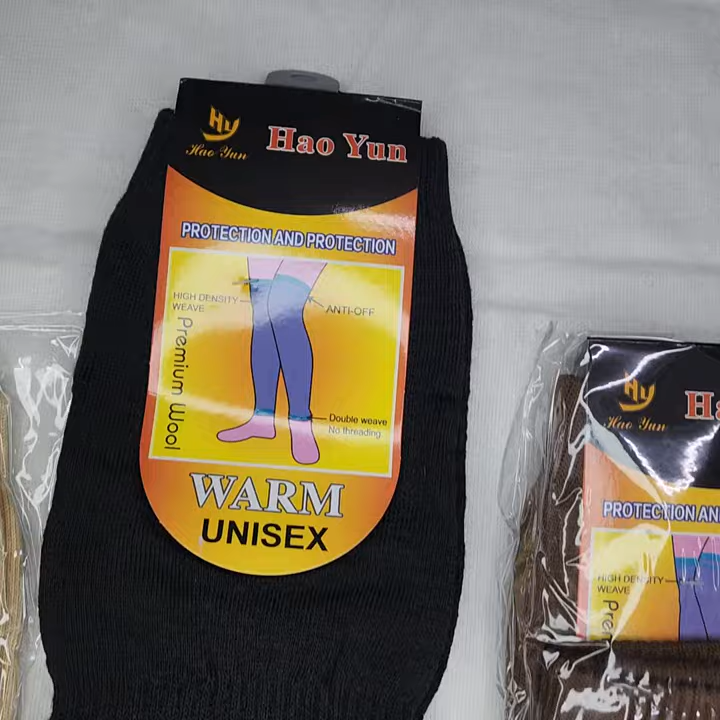 HY
Hao Yun
Hao Yun
PROTECTION AND PROTECTION
HIGH DENSITY
WEAVE
ANTI-OFF
Premium Wool
Double weave
No threading
WARM
UNISEX
HY
Hao Yun
PROTECTION AN
HIGH DENSITY
WEAVE